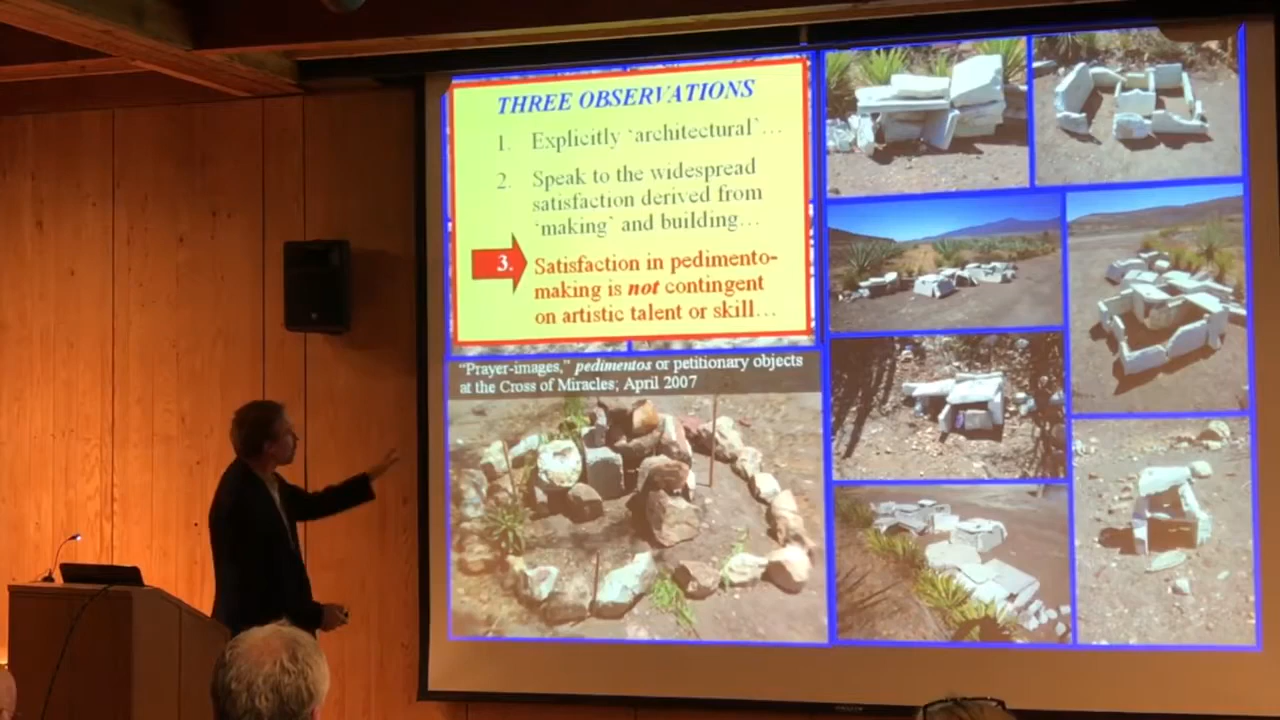 THREE OBSERVATIONS
1. Explicitly ‘architectural’…
2. Speak to the widespread
satisfaction derived from
‘making’ and building…
3. Satisfaction in pedimento-
making is not contingent
on artistic talent or skill…
“Prayer-images,” pedimentos or petitionary objects
at the Cross of Miracles; April 2007